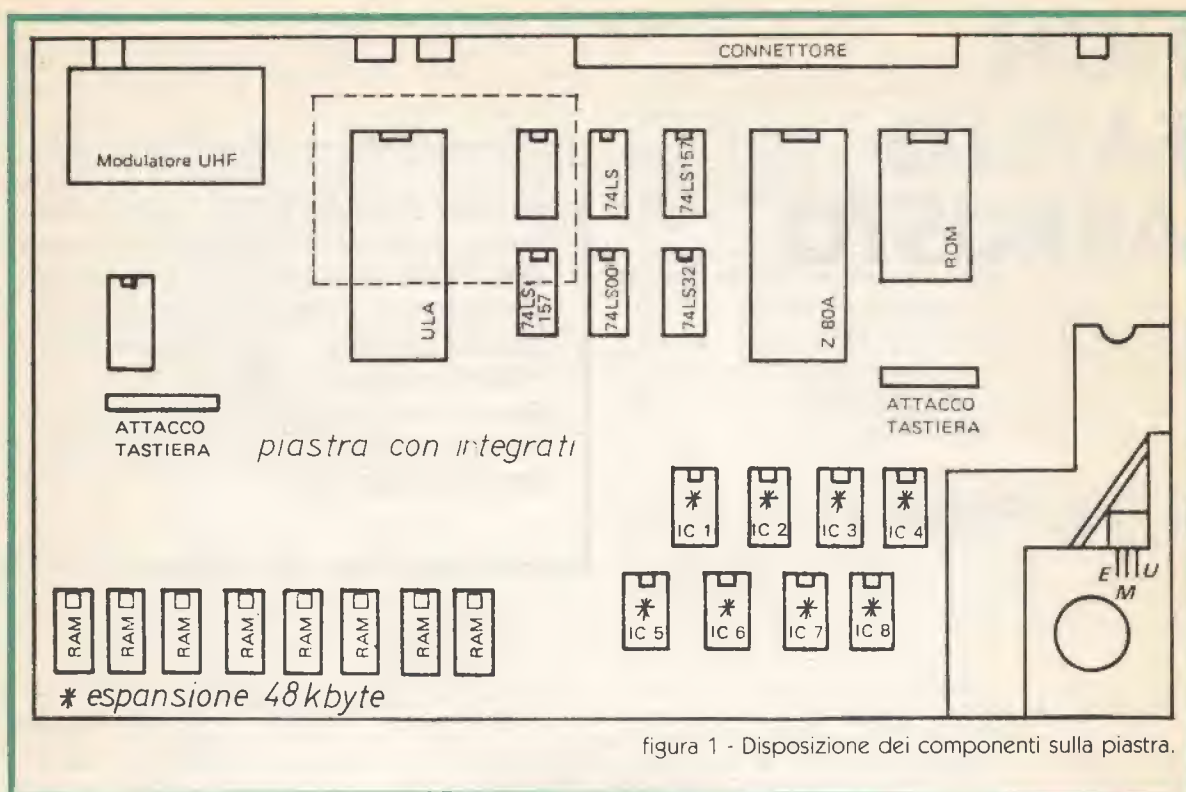 CONNETTORE
Modulatore UHF
ULA
74LS
157
74LS
74LS00
74LS157
74LS32
Z 80A
ROM
ATTACCO
TASTIERA
ATTACCO
TASTIERA
piastra con integrati
* IC 1
* IC 2
* IC 3
* IC 4
* IC 5
* IC 6
* IC 7
* IC 8
E
M
U
RAM
RAM
RAM
RAM
RAM
RAM
RAM
RAM
* espansione 48kbyte
figura 1 - Disposizione dei componenti sulla piastra.